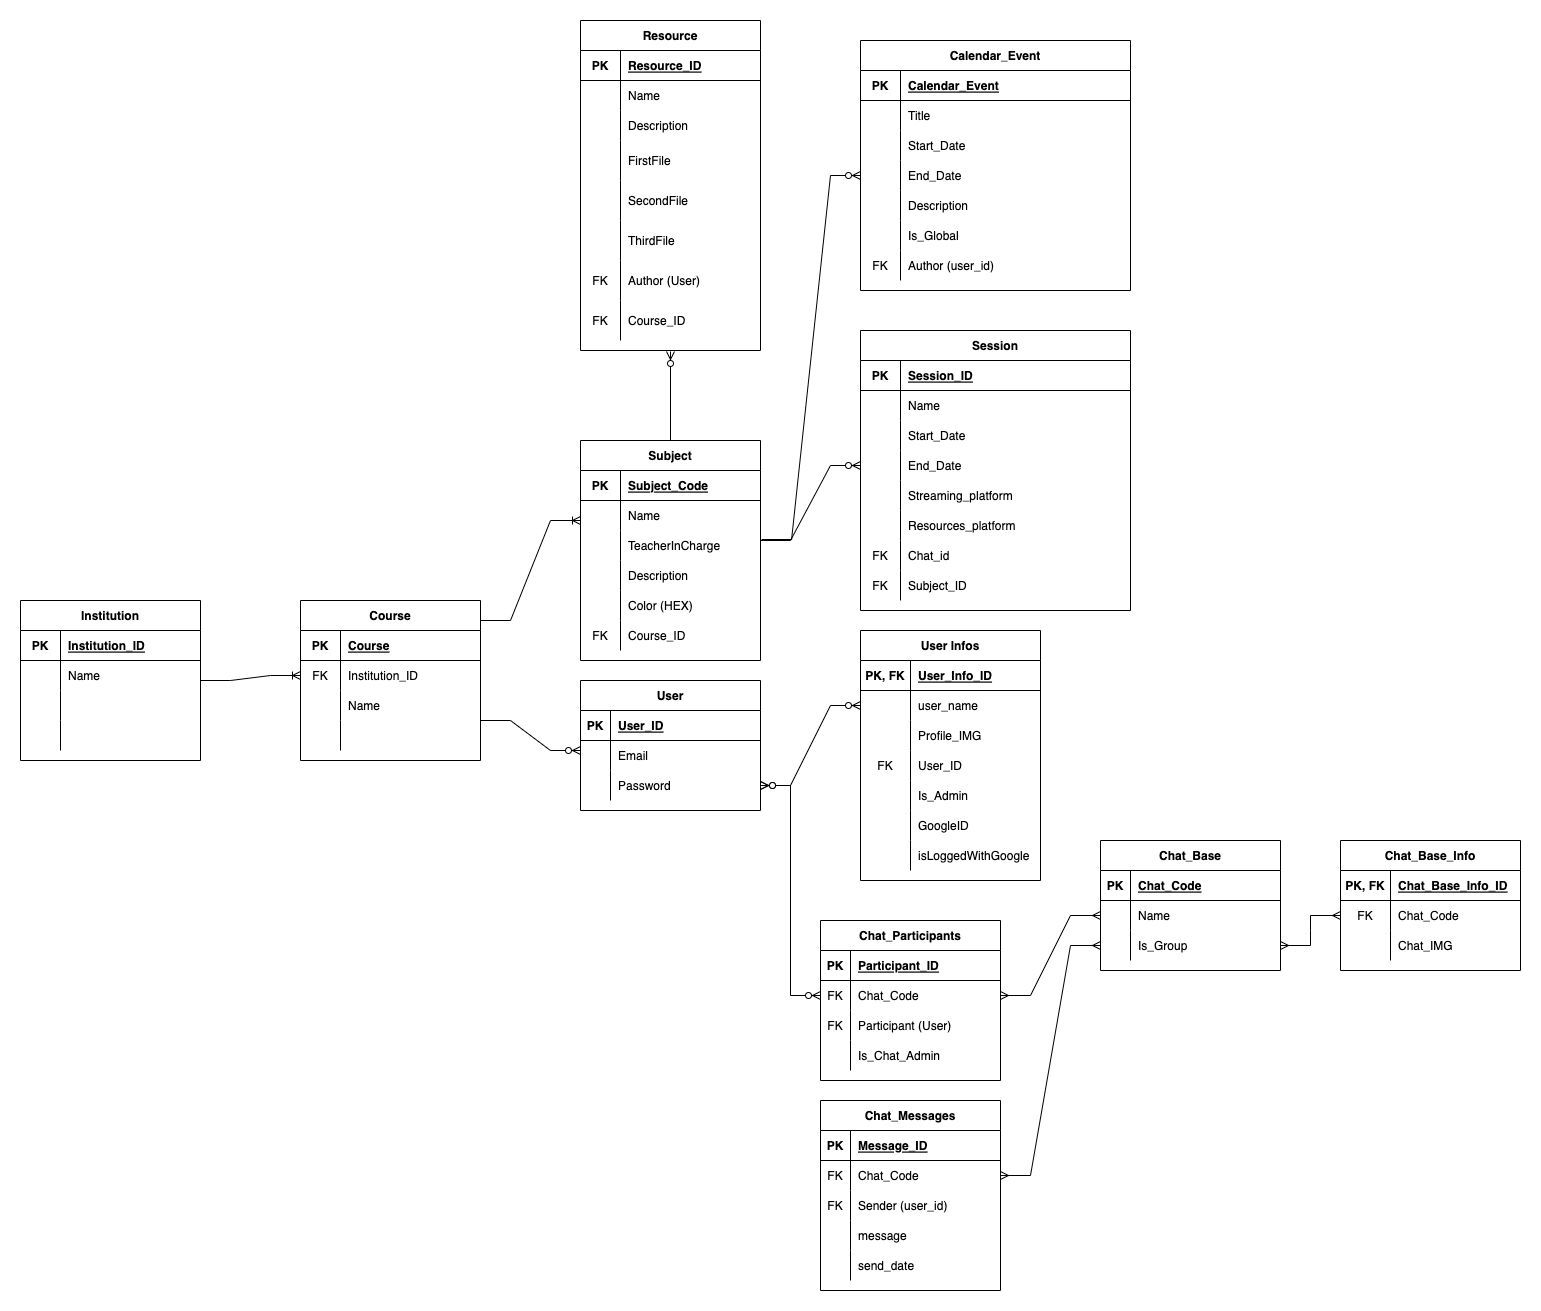 Resource
PK Resource_ID
Name
Description
FirstFile
SecondFile
ThirdFile
FK Author (User)
FK Course_ID
Calendar_Event
PK Calendar_Event
Title
Start_Date
End_Date
Description
Is_Global
FK Author (user_id)
Session
PK Session_ID
Name
Start_Date
End_Date
Streaming_platform
Resources_platform
FK Chat_id
FK Subject_ID
Subject
PK Subject_Code
Name
TeacherInCharge
Description
Color (HEX)
FK Course_ID
Institution
PK Institution_ID
Name
Course
PK Course
FK Institution_ID
Name
User
PK User_ID
Email
Password
User Infos
PK, FK User_Info_ID
user_name
Profile_IMG
FK User_ID
Is_Admin
GoogleID
isLoggedWithGoogle
Chat_Base
PK Chat_Code
Name
Is_Group
Chat_Base_Info
PK, FK Chat_Base_Info_ID
FK Chat_Code
Chat_IMG
Chat_Participants
PK Participant_ID
FK Chat_Code
FK Participant (User)
Is_Chat_Admin
Chat_Messages
PK Message_ID
FK Chat_Code
FK Sender (user_id)
message
send_date